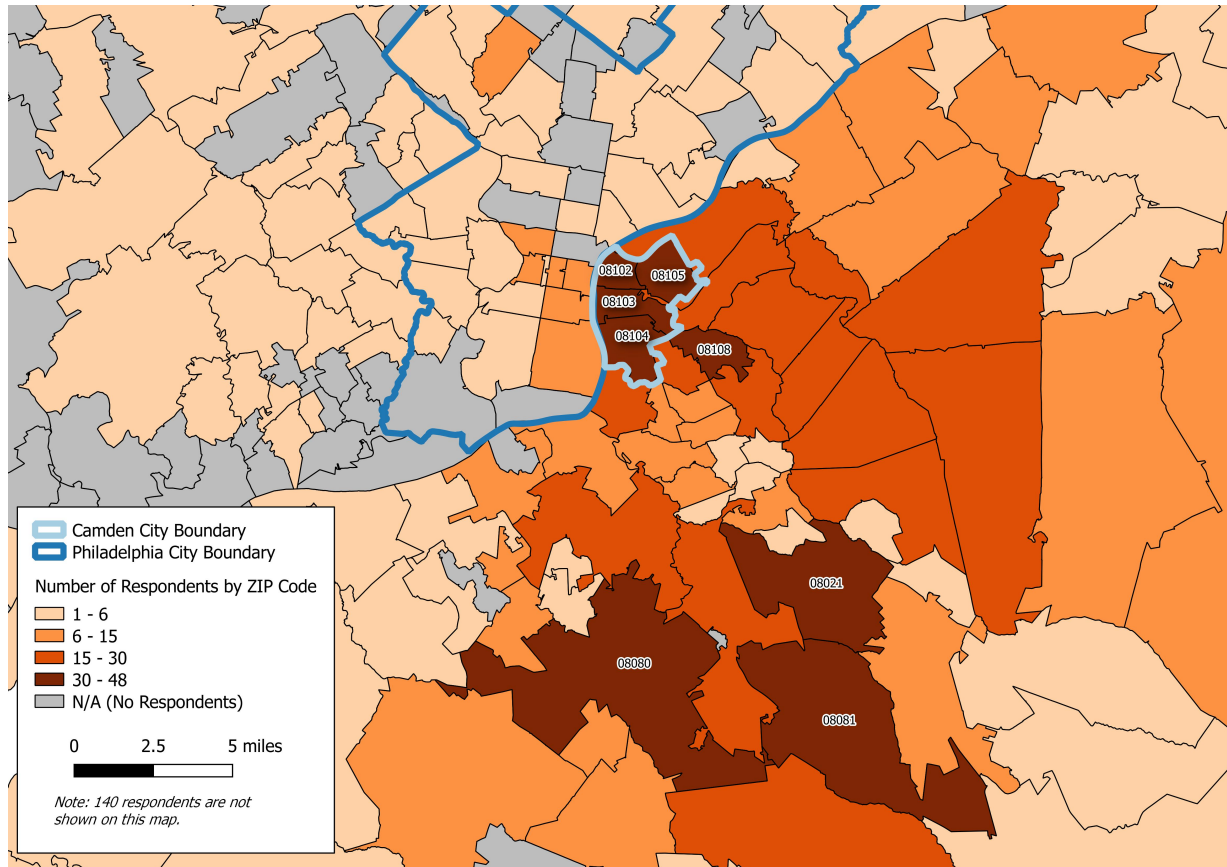 08102
08105
08103
08104
08108
08021
08080
08081
Camden City Boundary
Philadelphia City Boundary
Number of Respondents by ZIP Code
1 - 6
6 - 15
15 - 30
30 - 48
N/A (No Respondents)
0 2.5 5 miles
Note: 140 respondents are not
shown on this map.